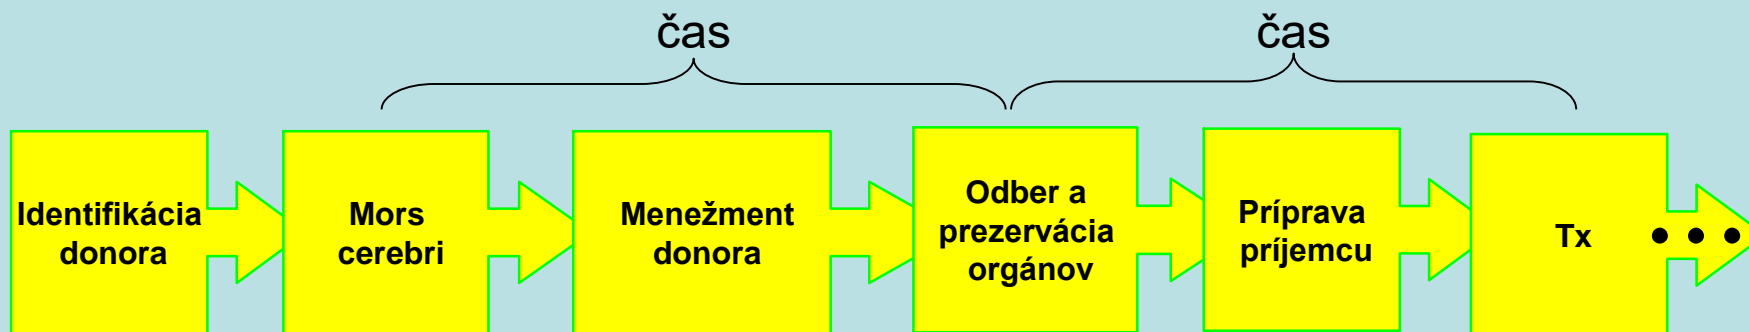 čas
čas
Identifikácia
donora
Mors
cerebri
Menežment
donora
Odber a
prezervácia
orgánov
Príprava
príjemcu
Tx
• • •